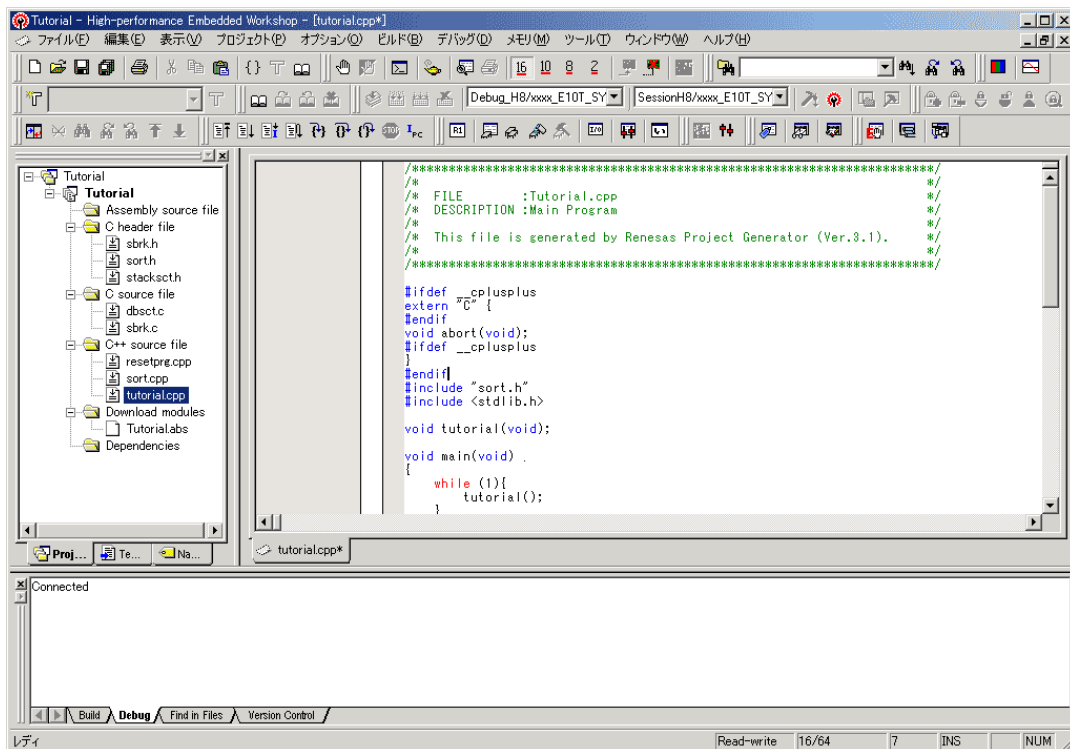 Tutorial - High-performance Embedded Workshop - [tutorial.cpp*]
ファイル(F) 編集(E) 表示(V) プロジェクト(P) オプション(O) ビルド(B) デバッグ(D) メモリ(M) ツール(T) ウィンドウ(W) ヘルプ(H)
16 10 8 2
Debug_H8/xxxx_E10T_SY SessionH8/xxxx_E10T_SY
STOP IPC R1 I/O
Tutorial
Tutorial
Assembly source file
C header file
sbrk.h
sort.h
stacksct.h
C source file
dbsct.c
sbrk.c
C++ source file
resetprg.cpp
sort.cpp
tutorial.cpp
Download modules
Tutorial.abs
Dependencies
Proj... Te... Na...
/***********************************************************************/
/* */
/* FILE :Tutorial.cpp */
/* DESCRIPTION :Main Program */
/* */
/* This file is generated by Renesas Project Generator (Ver.3.1). */
/* */
/***********************************************************************/
#ifdef __cplusplus
extern "C" {
#endif
void abort(void);
#ifdef __cplusplus
}
#endif
#include "sort.h"
#include <stdlib.h>
void tutorial(void);
void main(void)
{
while (1){
tutorial();
}
tutorial.cpp*
Connected
Build Debug Find in Files Version Control
レディ Read-write 16/64 7 INS NUM